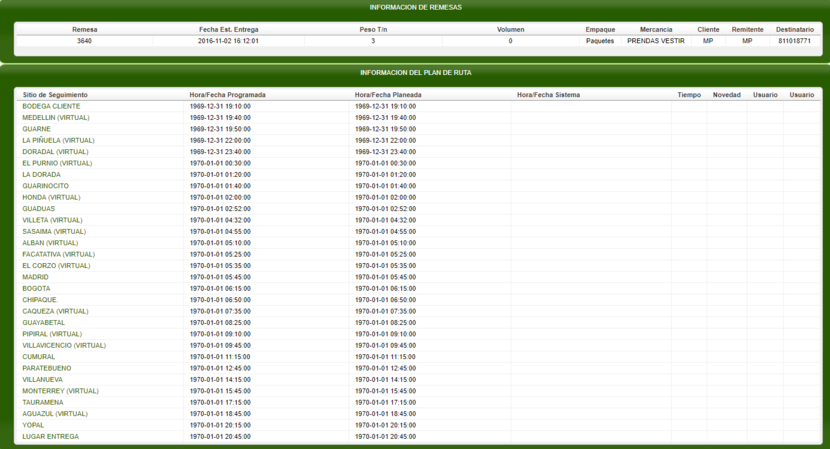 INFORMACION DE REMESAS
Remesa Fecha Est. Entrega Peso T/n Volumen Empaque Mercancia Cliente Remitente Destinatario
3640 2016-11-02 16:12:01 3 0 Paquetes PRENDAS VESTIR MP MP 811018771
INFORMACION DEL PLAN DE RUTA
Sitio de Seguimiento Hora/Fecha Programada Hora/Fecha Planeada Hora/Fecha Sistema Tiempo Novedad Usuario Usuario
BODEGA CLIENTE 1969-12-31 19:10:00 1969-12-31 19:10:00
MEDELLIN (VIRTUAL) 1969-12-31 19:40:00 1969-12-31 19:40:00
GUARNE 1969-12-31 19:50:00 1969-12-31 19:50:00
LA PIÑUELA (VIRTUAL) 1969-12-31 22:00:00 1969-12-31 22:00:00
DORADAL (VIRTUAL) 1969-12-31 23:40:00 1969-12-31 23:40:00
EL PURNIO (VIRTUAL) 1970-01-01 00:30:00 1970-01-01 00:30:00
LA DORADA 1970-01-01 01:20:00 1970-01-01 01:20:00
GUARINOCITO 1970-01-01 01:40:00 1970-01-01 01:40:00
HONDA (VIRTUAL) 1970-01-01 02:00:00 1970-01-01 02:00:00
GUADUAS 1970-01-01 02:52:00 1970-01-01 02:52:00
VILLETA (VIRTUAL) 1970-01-01 04:32:00 1970-01-01 04:32:00
SASAIMA (VIRTUAL) 1970-01-01 04:55:00 1970-01-01 04:55:00
ALBAN (VIRTUAL) 1970-01-01 05:10:00 1970-01-01 05:10:00
FACATATIVA (VIRTUAL) 1970-01-01 05:25:00 1970-01-01 05:25:00
EL CORZO (VIRTUAL) 1970-01-01 05:35:00 1970-01-01 05:35:00
MADRID 1970-01-01 05:45:00 1970-01-01 05:45:00
BOGOTA 1970-01-01 06:15:00 1970-01-01 06:15:00
CHIPAQUE. 1970-01-01 06:50:00 1970-01-01 06:50:00
CAQUEZA (VIRTUAL) 1970-01-01 07:35:00 1970-01-01 07:35:00
GUAYABETAL 1970-01-01 08:25:00 1970-01-01 08:25:00
PIPIRAL (VIRTUAL) 1970-01-01 09:10:00 1970-01-01 09:10:00
VILLAVICENCIO (VIRTUAL) 1970-01-01 09:45:00 1970-01-01 09:45:00
CUMURAL 1970-01-01 11:15:00 1970-01-01 11:15:00
PARATEBUENO 1970-01-01 12:45:00 1970-01-01 12:45:00
VILLANUEVA 1970-01-01 14:15:00 1970-01-01 14:15:00
MONTERREY (VIRTUAL) 1970-01-01 15:45:00 1970-01-01 15:45:00
TAURAMENA 1970-01-01 17:15:00 1970-01-01 17:15:00
AGUAZUL (VIRTUAL) 1970-01-01 18:45:00 1970-01-01 18:45:00
YOPAL 1970-01-01 20:15:00 1970-01-01 20:15:00
LUGAR ENTREGA 1970-01-01 20:45:00 1970-01-01 20:45:00